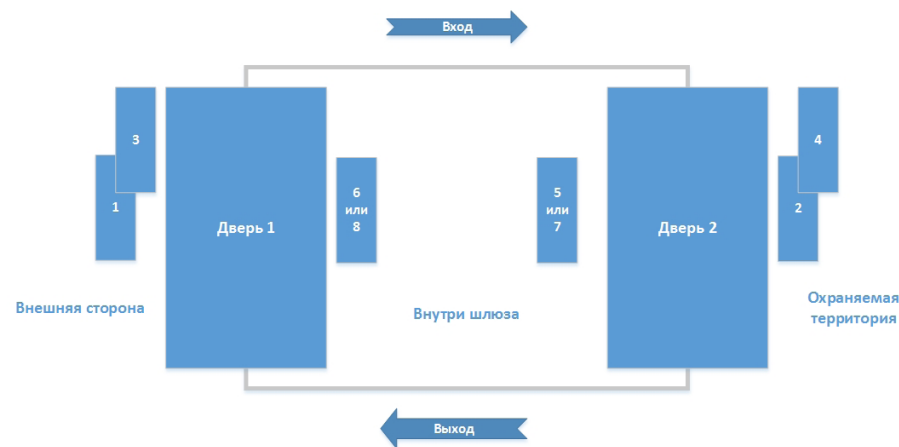 Вход
3
1
Дверь 1
6
или
8
5
или
7
Дверь 2
4
2
Внешняя сторона
Внутри шлюза
Охраняемая
территория
Выход